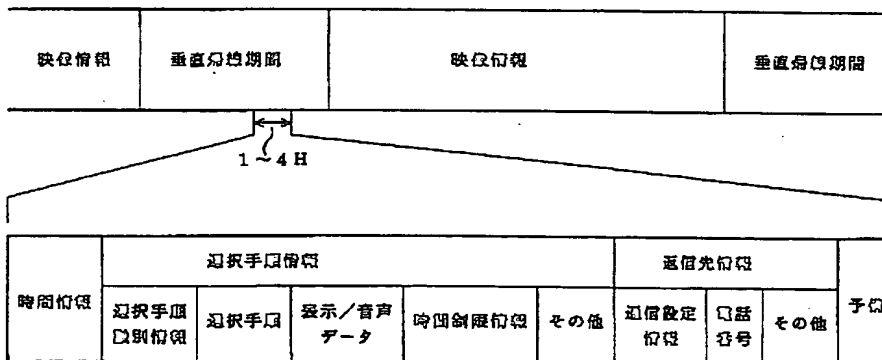 映像情報 垂直帰線期間 映像情報 垂直帰線期間
1～4H
時間情報 選択手順情報 返信先情報 予備
選択手順識別情報 選択手順 表示／音声データ 時間制限情報 その他 通信設定情報 電話番号 その他